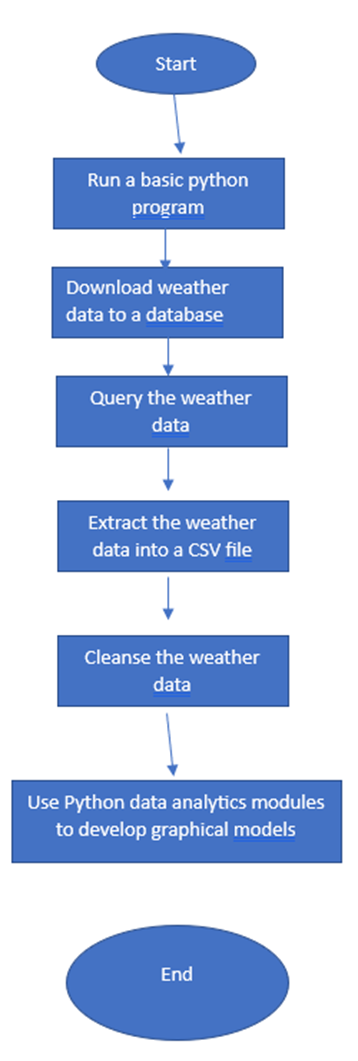 Start
Run a basic python
program
Download weather
data to a database
Query the weather
data
Extract the weather
data into a CSV file
Cleanse the weather
data
Use Python data analytics modules
to develop graphical models
End